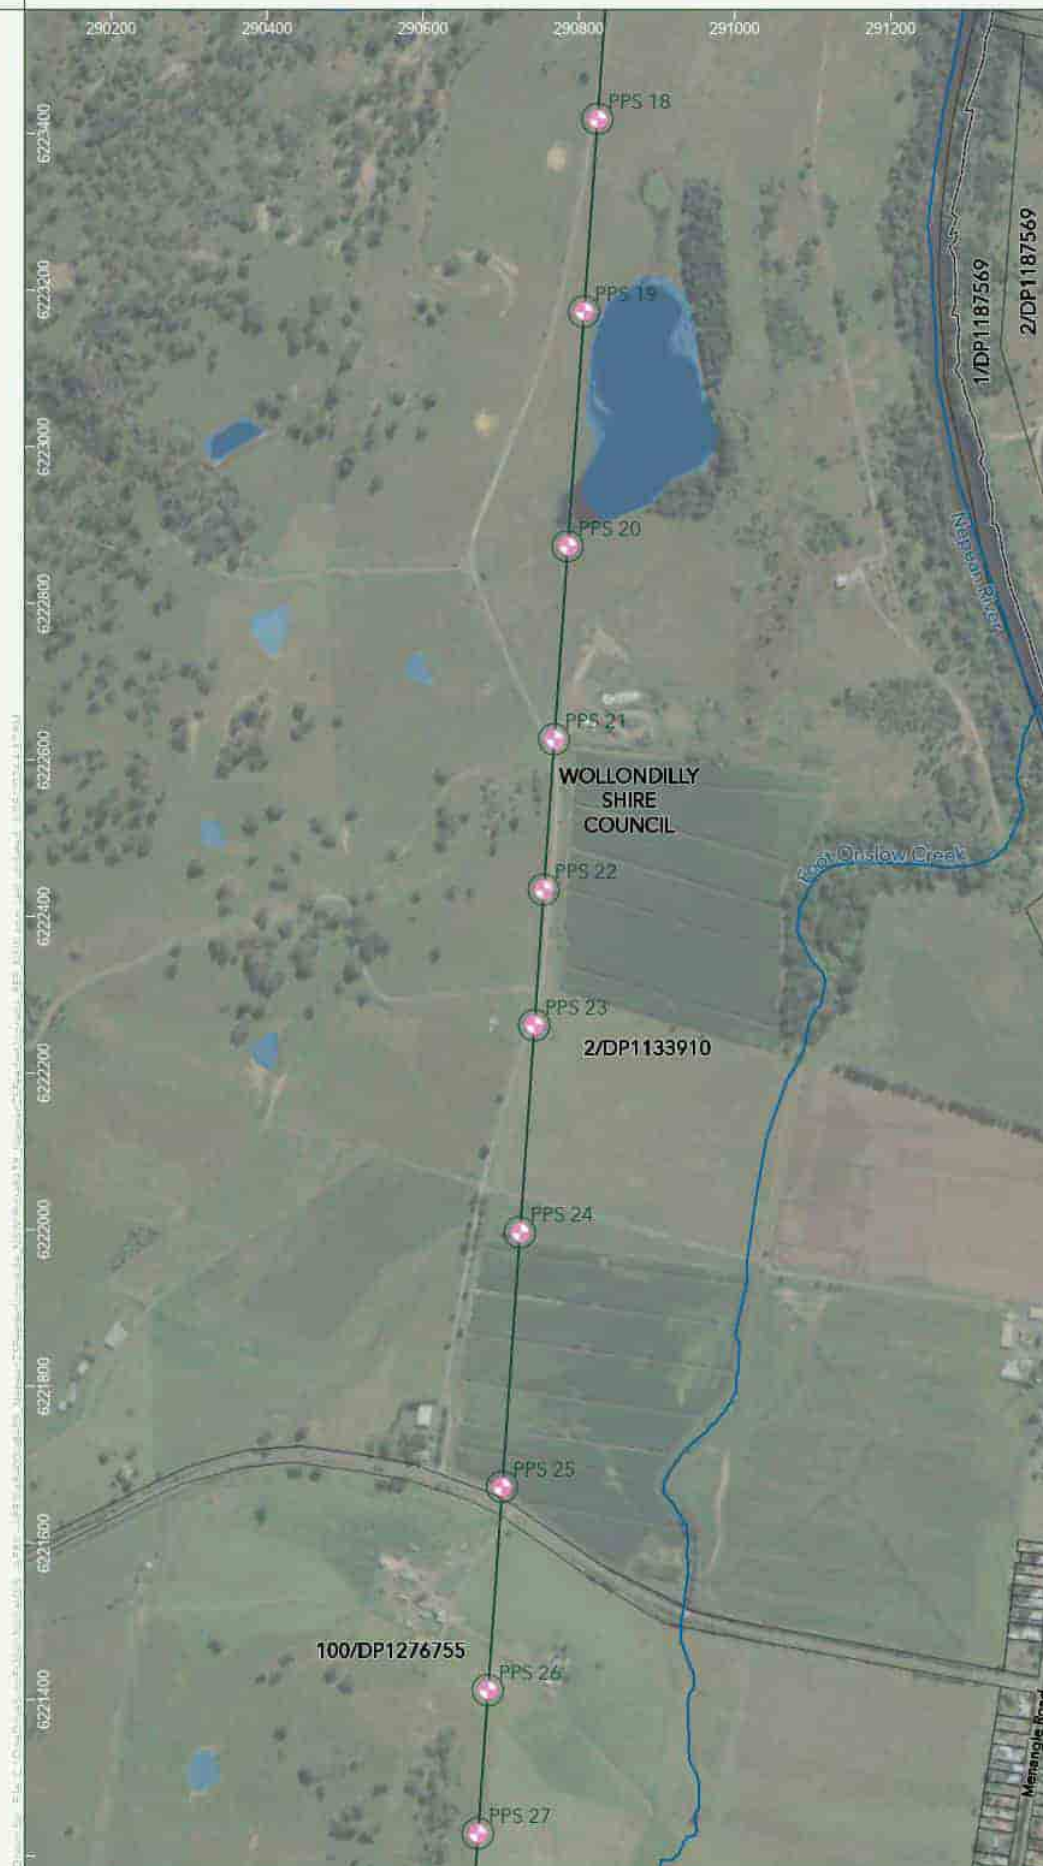 290200 290400 290600 290800 291000 291200
6223400
PPS 18
6223200
PPS 19
1/DP1187569
2/DP1187569
6223000
PPS 20
Nepean River
6222800
PPS 21
6222600
WOLLONDILLY
SHIRE
COUNCIL
Foot Onslow Creek
PPS 22
6222400
PPS 23
2/DP1133910
6222200
PPS 24
6222000
6221800
PPS 25
6221600
100/DP1276755
PPS 26
6221400
Menangle Road
PPS 27